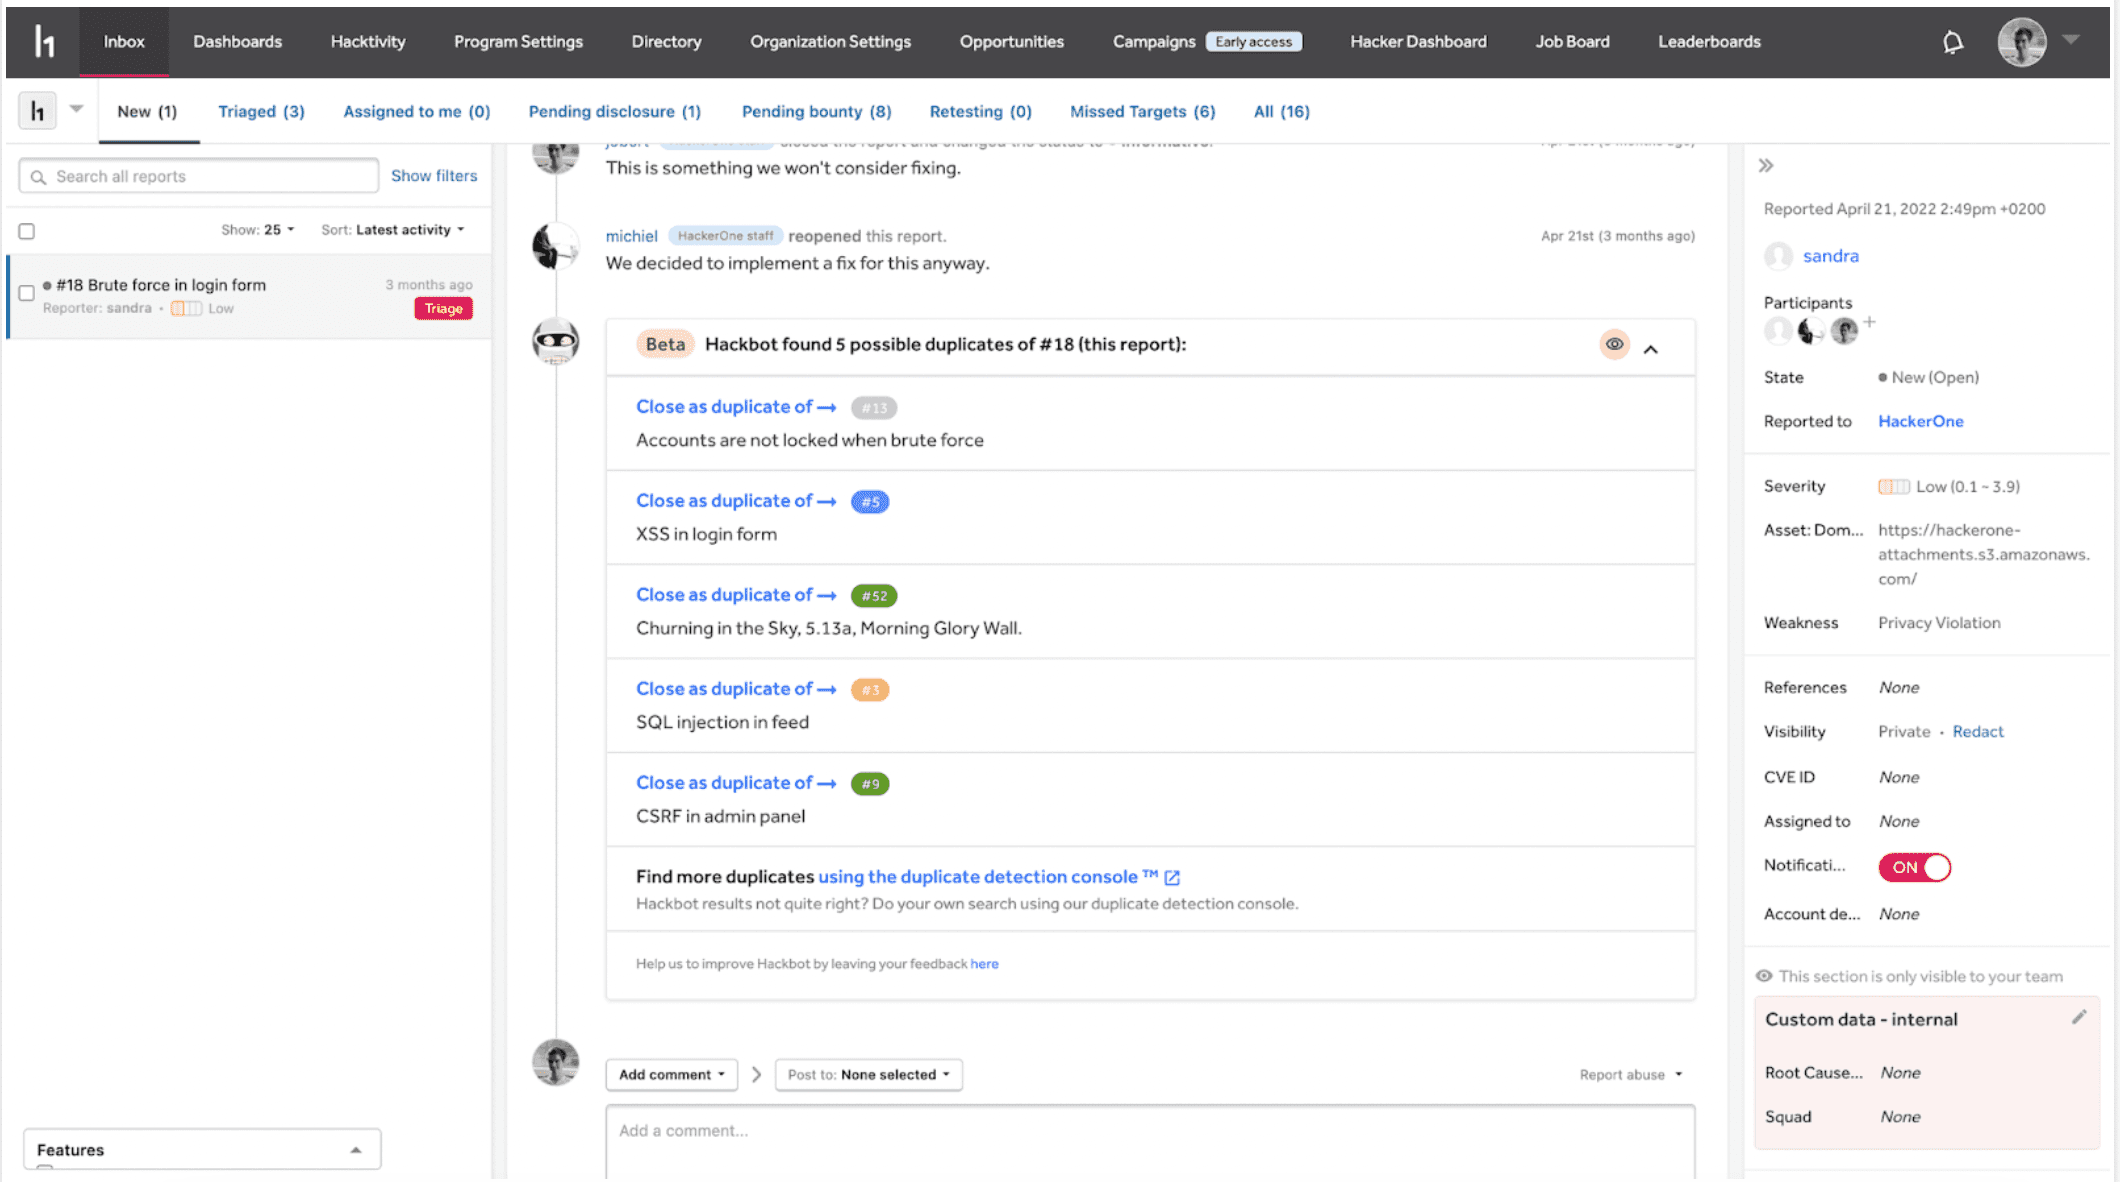 h1 Inbox Dashboards Hacktivity Program Settings Directory Organization Settings Opportunities Campaigns Early access Hacker Dashboard Job Board Leaderboards
h1 New (1) Triaged (3) Assigned to me (0) Pending disclosure (1) Pending bounty (8) Retesting (0) Missed Targets (6) All (16)
Search all reports Show filters
Show: 25 Sort: Latest activity
#18 Brute force in login form 3 months ago
Reporter: sandra • Low Triage
Features
This is something we won't consider fixing.
michiel HackerOne staff reopened this report. Apr 21st (3 months ago)
We decided to implement a fix for this anyway.
Beta Hackbot found 5 possible duplicates of #18 (this report):
Close as duplicate of → #13
Accounts are not locked when brute force
Close as duplicate of → #5
XSS in login form
Close as duplicate of → #52
Churning in the Sky, 5.13a, Morning Glory Wall.
Close as duplicate of → #3
SQL injection in feed
Close as duplicate of → #9
CSRF in admin panel
Find more duplicates using the duplicate detection console ™
Hackbot results not quite right? Do your own search using our duplicate detection console.
Help us to improve Hackbot by leaving your feedback here
Add comment Post to: None selected Report abuse
Add a comment...
Reported April 21, 2022 2:49pm +0200
sandra
Participants
+
State New (Open)
Reported to HackerOne
Severity Low (0.1 ~ 3.9)
Asset: Dom... https://hackerone-
attachments.s3.amazonaws.
com/
Weakness Privacy Violation
References None
Visibility Private • Redact
CVE ID None
Assigned to None
Notificati... ON
Account de... None
This section is only visible to your team
Custom data - internal
Root Cause... None
Squad None